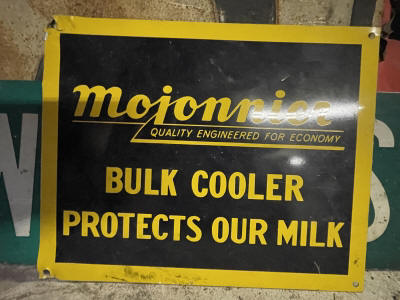 Mojonnier
QUALITY ENGINEERED FOR ECONOMY
BULK COOLER
PROTECTS OUR MILK